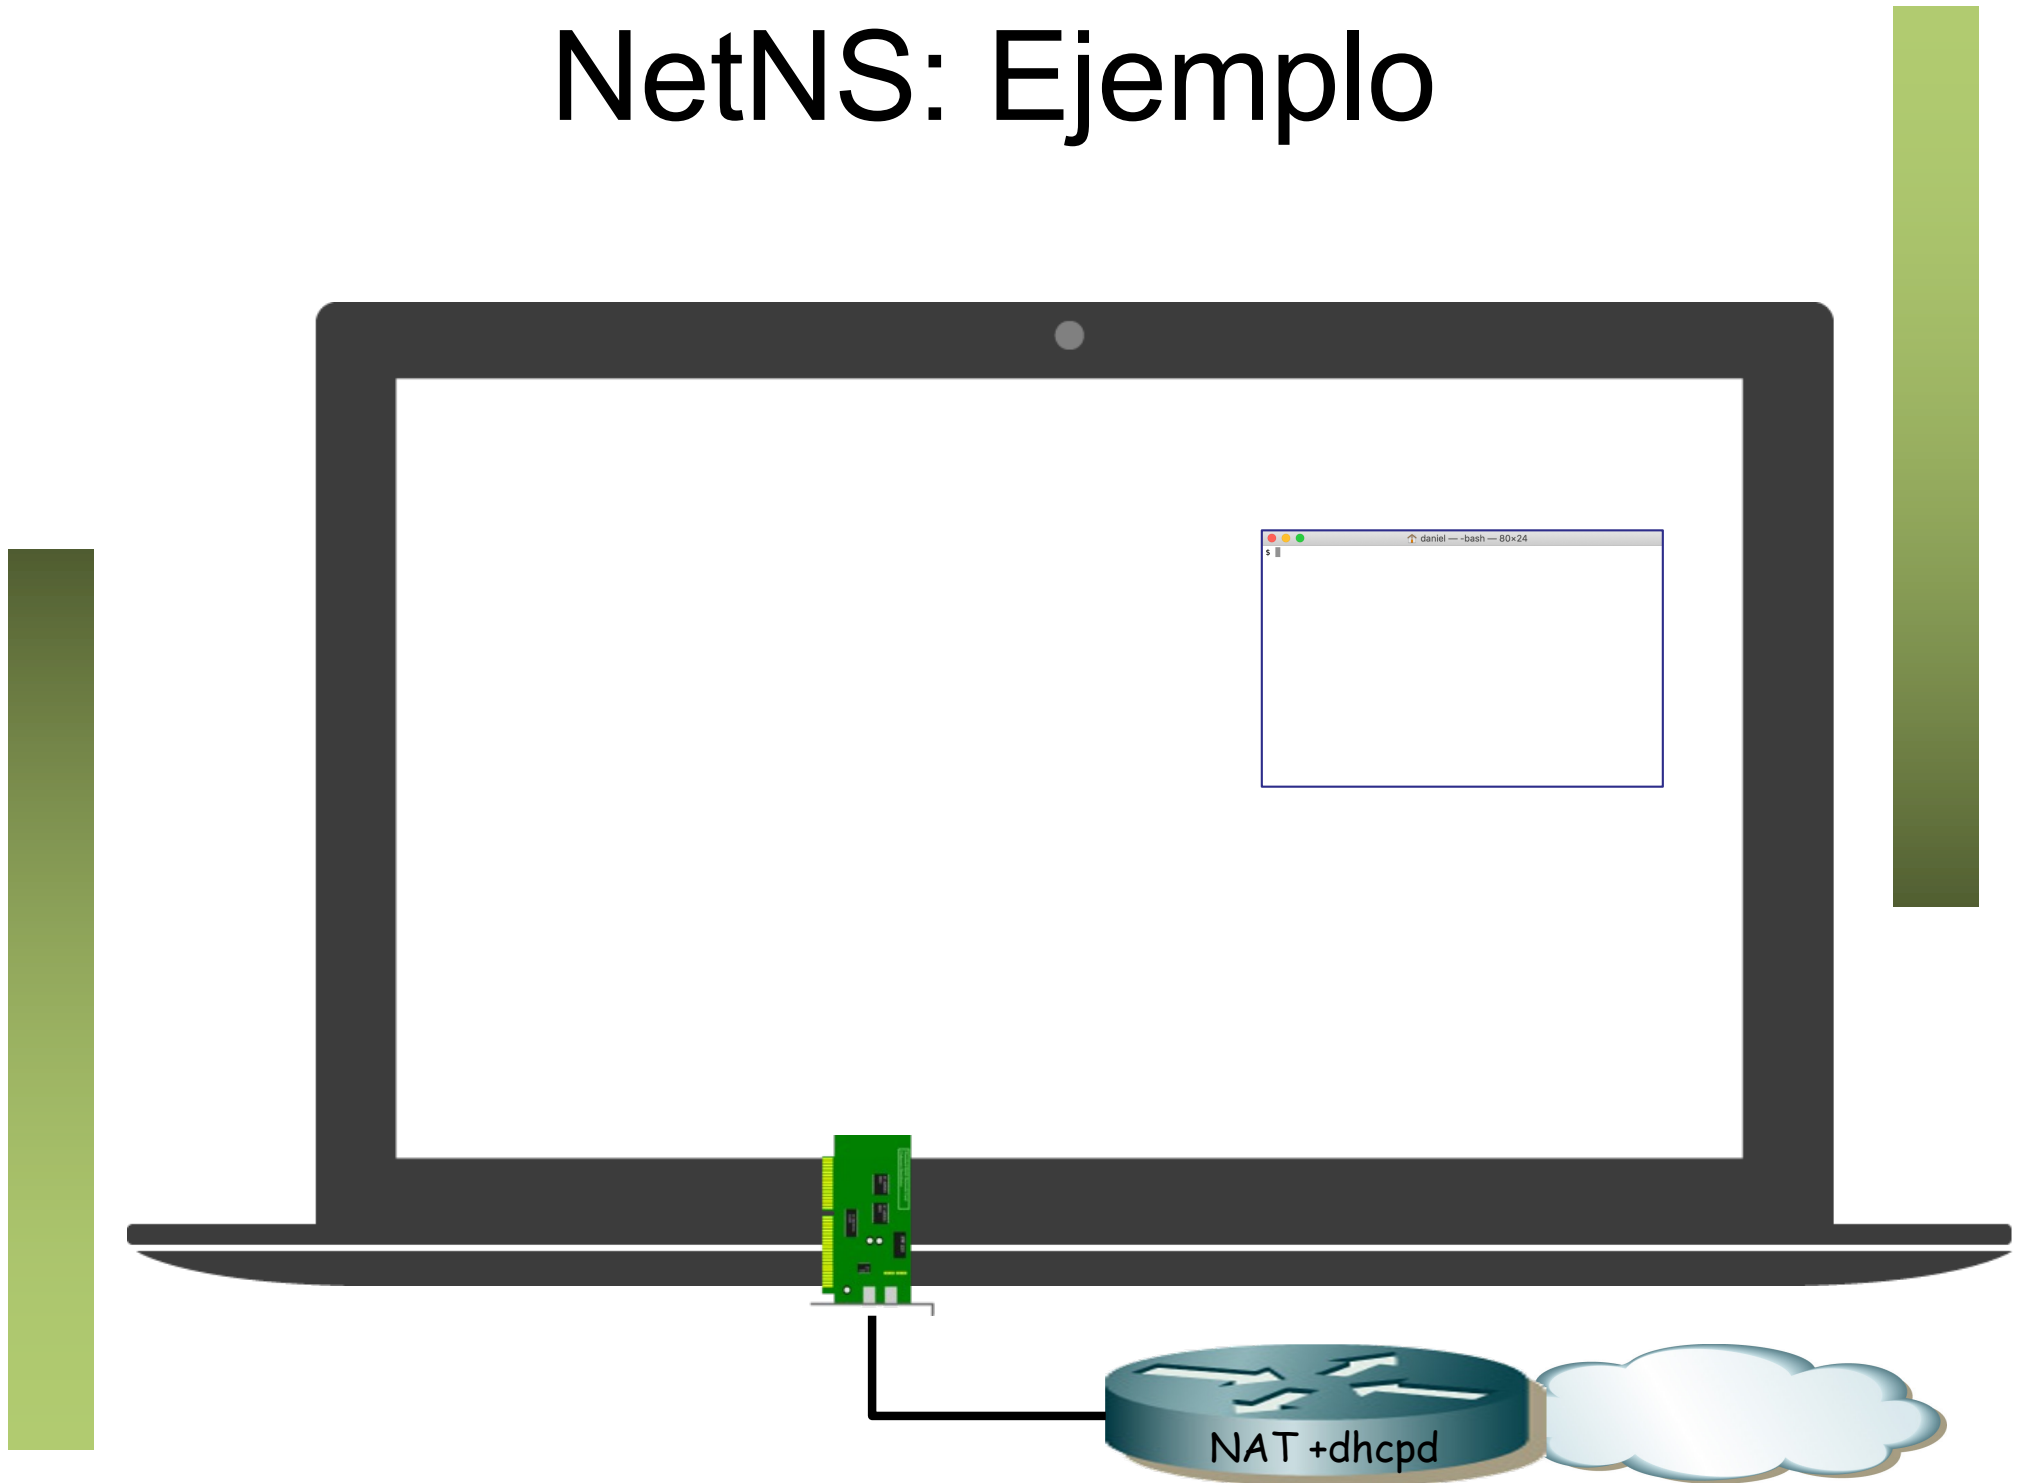 NetNS: Ejemplo
daniel — -bash — 80×24
$
NAT +dhcpd